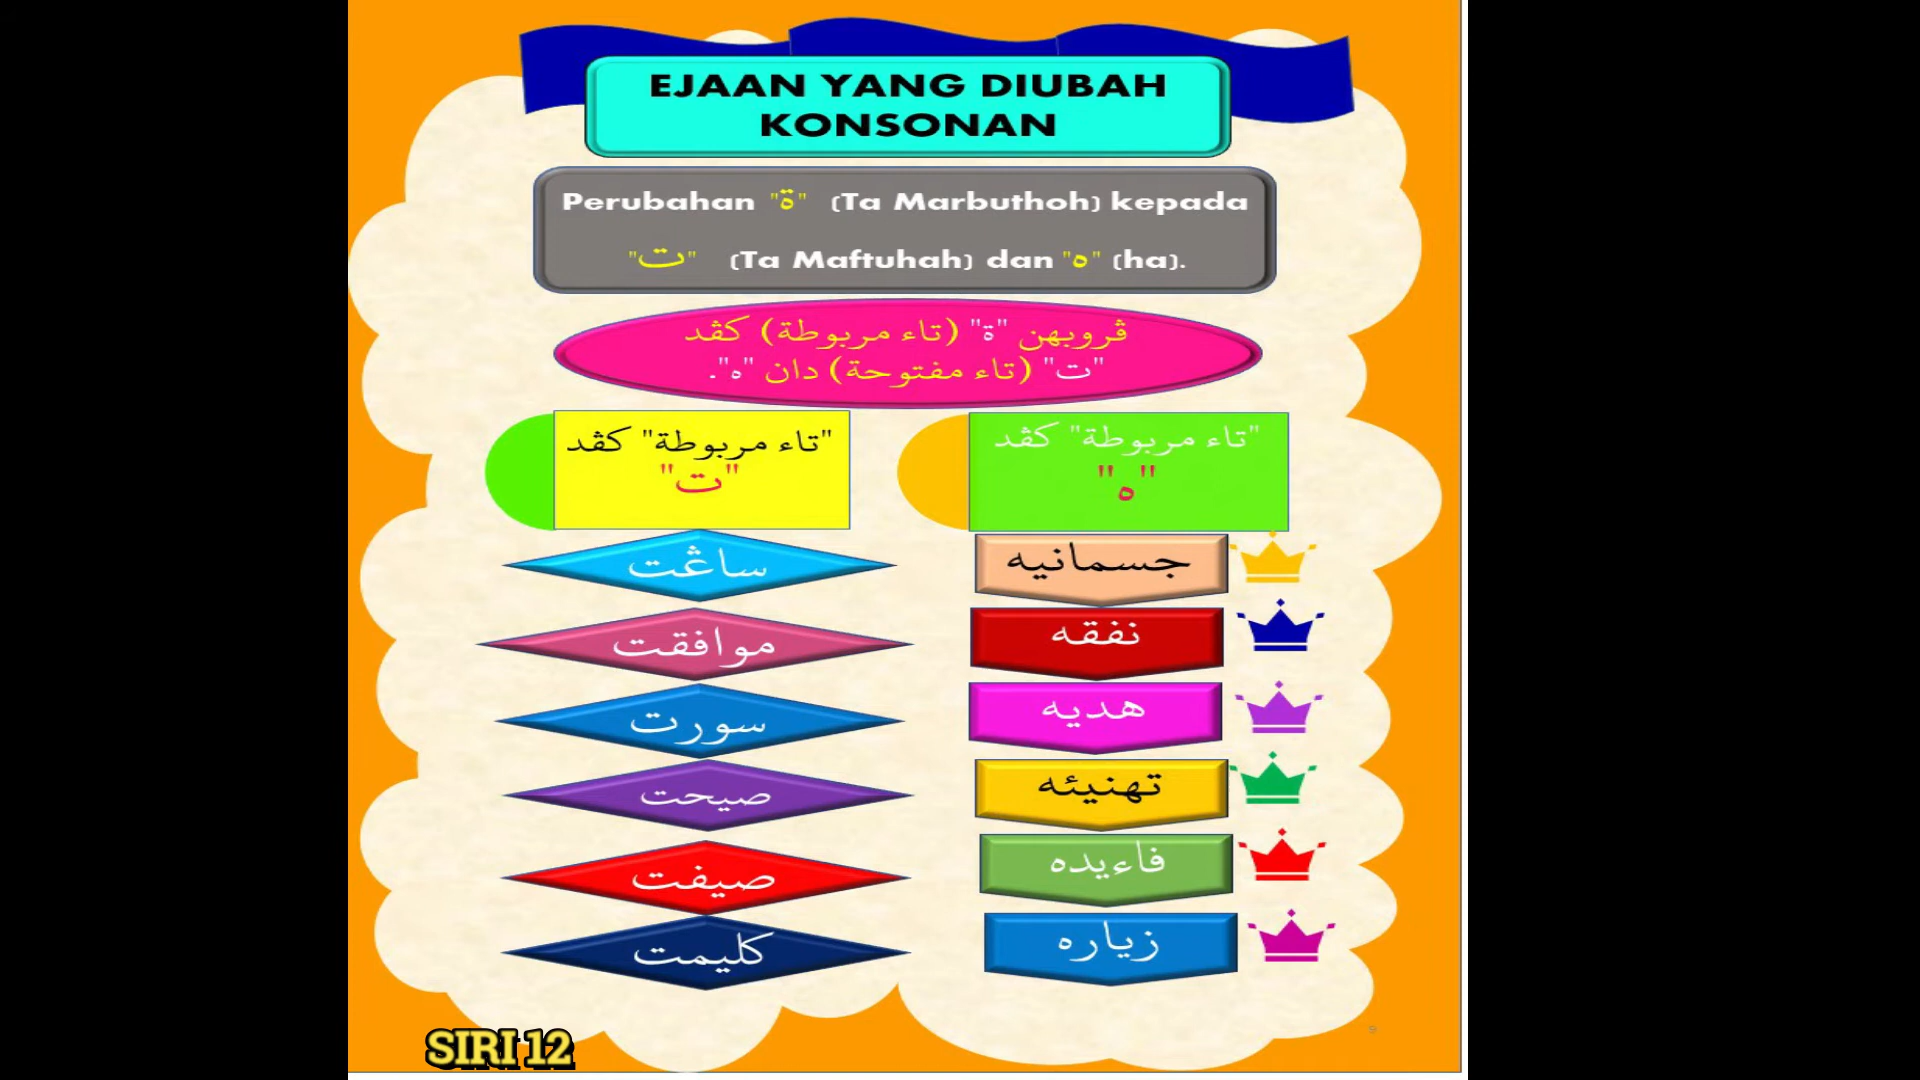 EJAAN YANG DIUBAH
KONSONAN
Perubahan "ة" (Ta Marbuthoh) kepada
"ت" (Ta Maftuhah) dan "ه" (ha).
ڤروبهن "ة" (تاء مربوطة) كڤد
"ت" (تاء مفتوحة) دان "ه".
"تاء مربوطة" كڤد
"ت"
"تاء مربوطة" كڤد
"ه"
ساڠت
جسمانيه
موافقت
نفقه
سورت
هديه
صيحت
تهنيئه
صيفت
فاءيده
كليمت
زياره
SIRI 12
9